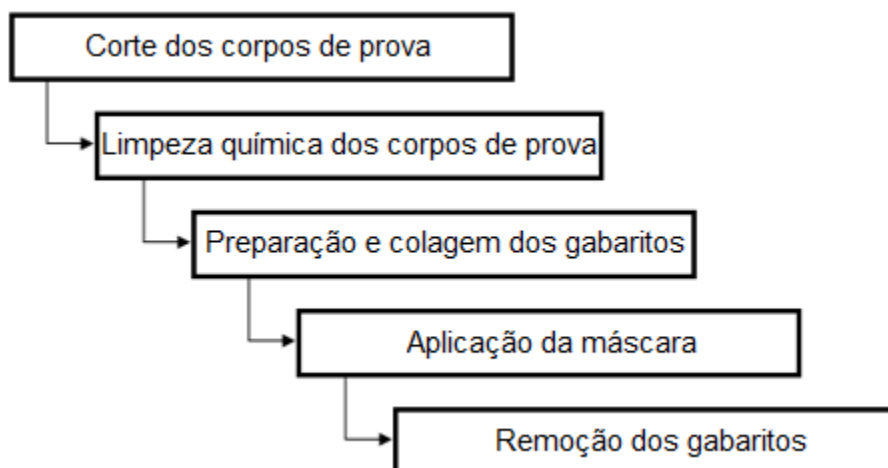 Corte dos corpos de prova
Limpeza química dos corpos de prova
Preparação e colagem dos gabaritos
Aplicação da máscara
Remoção dos gabaritos